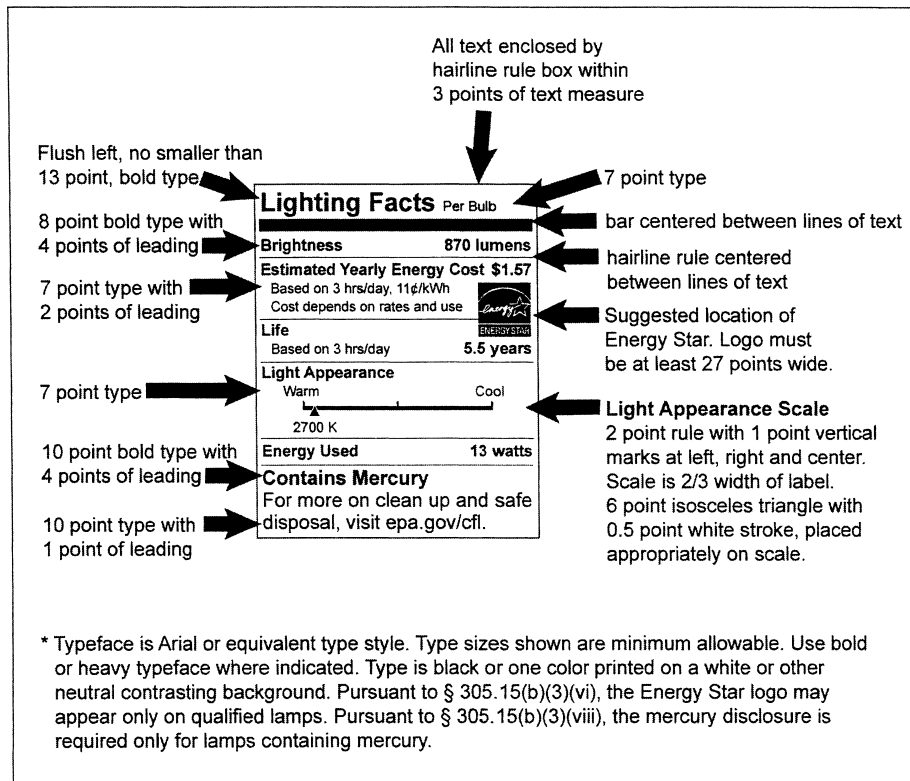 All text enclosed by
hairline rule box within
3 points of text measure
Flush left, no smaller than
13 point, bold type
7 point type
8 point bold type with
4 points of leading
bar centered between lines of text
hairline rule centered
between lines of text
7 point type with
2 points of leading
Suggested location of
Energy Star. Logo must
be at least 27 points wide.
7 point type
Light Appearance Scale
2 point rule with 1 point vertical
marks at left, right and center.
Scale is 2/3 width of label.
6 point isosceles triangle with
0.5 point white stroke, placed
appropriately on scale.
10 point bold type with
4 points of leading
10 point type with
1 point of leading
Lighting Facts Per Bulb
Brightness 870 lumens
Estimated Yearly Energy Cost $1.57
Based on 3 hrs/day, 11¢/kWh
Cost depends on rates and use
energy
ENERGY STAR
Life
Based on 3 hrs/day 5.5 years
Light Appearance
Warm Cool
2700 K
Energy Used 13 watts
Contains Mercury
For more on clean up and safe
disposal, visit epa.gov/cfl.
* Typeface is Arial or equivalent type style. Type sizes shown are minimum allowable. Use bold
or heavy typeface where indicated. Type is black or one color printed on a white or other
neutral contrasting background. Pursuant to § 305.15(b)(3)(vi), the Energy Star logo may
appear only on qualified lamps. Pursuant to § 305.15(b)(3)(viii), the mercury disclosure is
required only for lamps containing mercury.